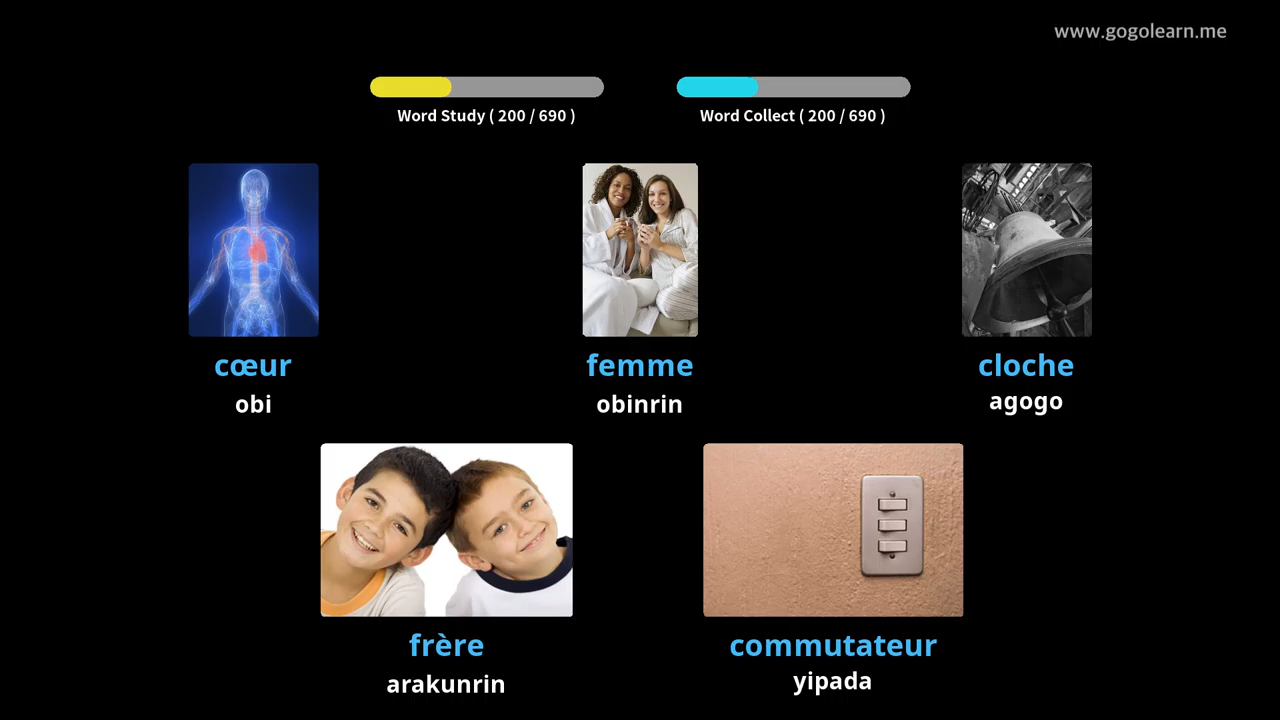 www.gogolearn.me
Word Study ( 200 / 690 )
Word Collect ( 200 / 690 )
cœur
obi
femme
obinrin
cloche
agogo
frère
arakunrin
commutateur
yipada